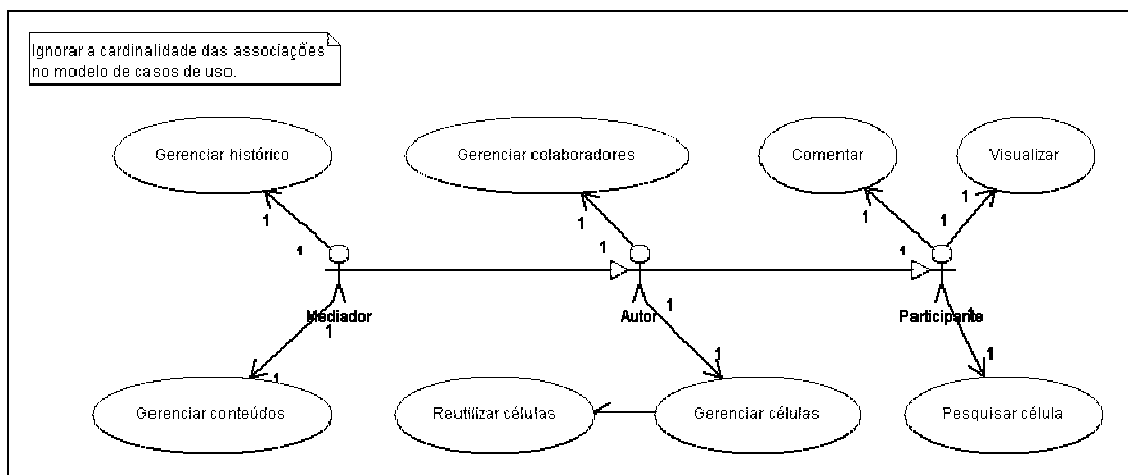 Ignorar a cardinalidade das associações
no modelo de casos de uso.
Gerenciar histórico
Gerenciar colaboradores
Comentar
Visualizar
1
1
1
1
1
1
1
1
1
Mediador
Autor
Participante
1
1
1
1
1
1
Gerenciar conteúdos
Reutilizar células
Gerenciar células
Pesquisar célula